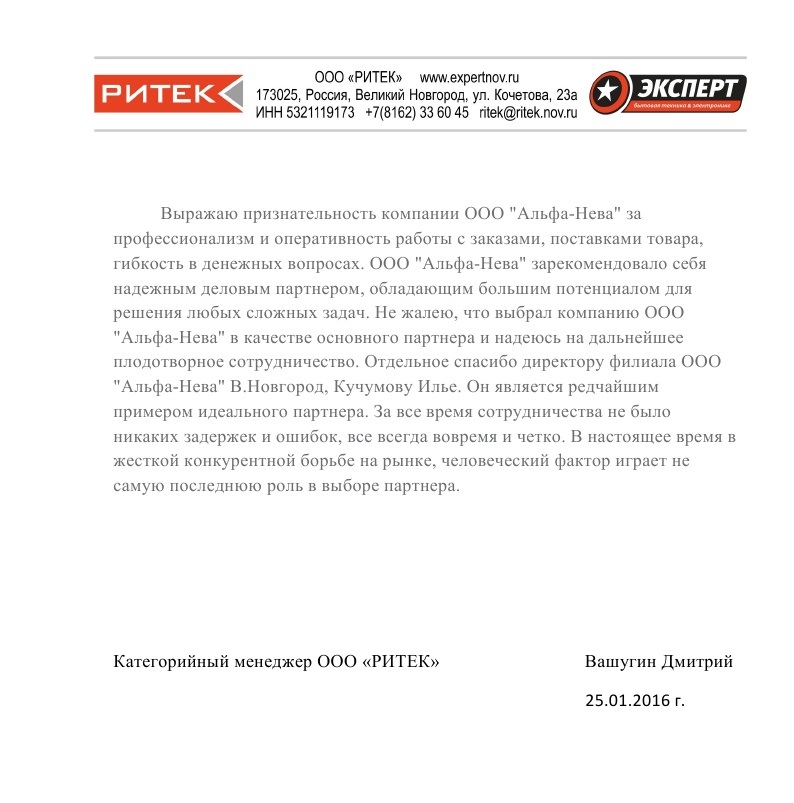 РИТЕК
ООО «РИТЕК» www.expertnov.ru
173025, Россия, Великий Новгород, ул. Кочетова, 23а
ИНН 5321119173 +7(8162) 33 60 45 ritek@ritek.nov.ru
ЭКСПЕРТ
бытовая техника & электроника
Выражаю признательность компании ООО "Альфа-Нева" за
профессионализм и оперативность работы с заказами, поставками товара,
гибкость в денежных вопросах. ООО "Альфа-Нева" зарекомендовало себя
надежным деловым партнером, обладающим большим потенциалом для
решения любых сложных задач. Не жалею, что выбрал компанию ООО
"Альфа-Нева" в качестве основного партнера и надеюсь на дальнейшее
плодотворное сотрудничество. Отдельное спасибо директору филиала ООО
"Альфа-Нева" В.Новгород, Кучумову Илье. Он является редчайшим
примером идеального партнера. За все время сотрудничества не было
никаких задержек и ошибок, все всегда вовремя и четко. В настоящее время в
жесткой конкурентной борьбе на рынке, человеческий фактор играет не
самую последнюю роль в выборе партнера.
Категорийный менеджер ООО «РИТЕК» Вашугин Дмитрий
25.01.2016 г.